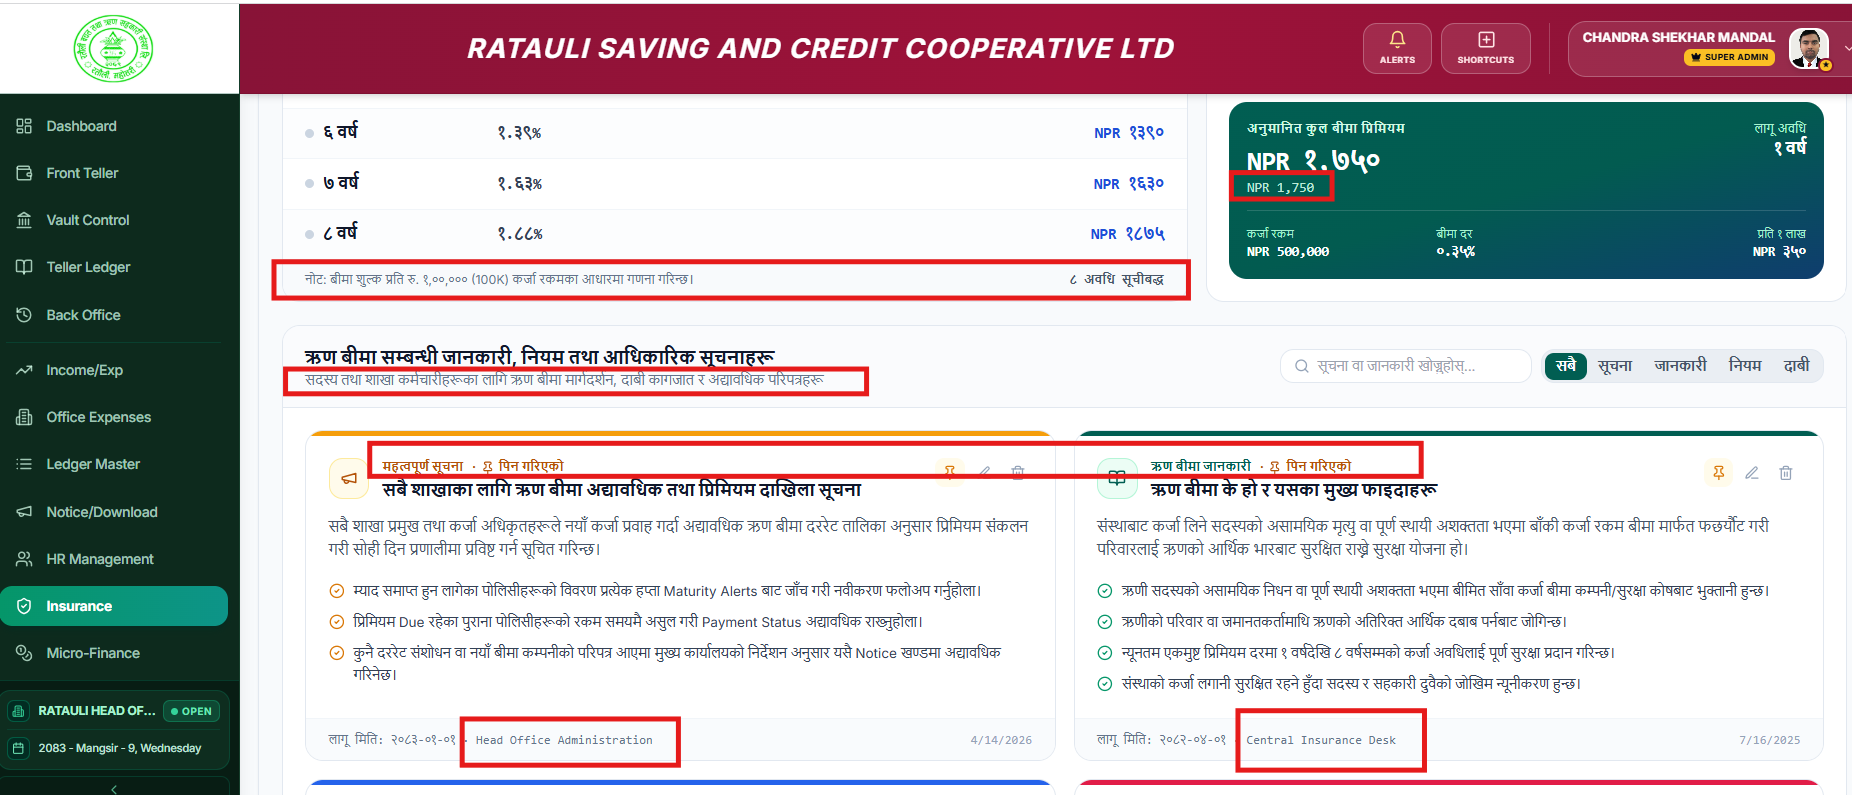 RATAULI SAVING AND CREDIT COOPERATIVE LTD
ALERTS
SHORTCUTS
CHANDRA SHEKHAR MANDAL
SUPER ADMIN
Dashboard
Front Teller
Vault Control
Teller Ledger
Back Office
Income/Exp
Office Expenses
Ledger Master
Notice/Download
HR Management
Insurance
Micro-Finance
RATAULI HEAD OF...
OPEN
2083 - Mangsir - 9, Wednesday
६ वर्ष १.३९% NPR १३९०
७ वर्ष १.६३% NPR १६३०
८ वर्ष १.८८% NPR १८७५
नोट: बीमा शुल्क प्रति रु. १,००,००० (100K) कर्जा रकमका आधारमा गणना गरिन्छ। ८ अवधि सूचीबद्ध
अनुमानित कुल बीमा प्रिमियम
NPR १,७५०
NPR 1,750
लागू अवधि
१ वर्ष
कर्जा रकम
NPR 500,000
बीमा दर
०.३५%
प्रति १ लाख
NPR ३५०
ऋण बीमा सम्बन्धी जानकारी, नियम तथा आधिकारिक सूचनाहरू
सदस्य तथा शाखा कर्मचारीहरूका लागि ऋण बीमा मार्गदर्शन, दाबी कागजात र अद्यावधिक परिपत्रहरू
सूचना वा जानकारी खोज्नुहोस्...
सबै सूचना जानकारी नियम दाबी
महत्वपूर्ण सूचना · पिन गरिएको
सबै शाखाका लागि ऋण बीमा अद्यावधिक तथा प्रिमियम दाखिला सूचना
सबै शाखा प्रमुख तथा कर्जा अधिकृतहरूले नयाँ कर्जा प्रवाह गर्दा अद्यावधिक ऋण बीमा दररेट तालिका अनुसार प्रिमियम संकलन
गरी सोही दिन प्रणालीमा प्रविष्ट गर्न सूचित गरिन्छ।
म्याद समाप्त हुन लागेका पोलिसीहरूको विवरण प्रत्येक हप्ता Maturity Alerts बाट जाँच गरी नवीकरण फलोअप गर्नुहोला।
प्रिमियम Due रहेका पुराना पोलिसीहरूको रकम समयमै असुल गरी Payment Status अद्यावधिक राख्नुहोला।
कुनै दररेट संशोधन वा नयाँ बीमा कम्पनीको परिपत्र आएमा मुख्य कार्यालयको निर्देशन अनुसार यसै Notice खण्डमा अद्यावधिक
गरिनेछ।
लागू मिति: २०८३-०१-०१ · Head Office Administration 4/14/2026
ऋण बीमा जानकारी · पिन गरिएको
ऋण बीमा के हो र यसका मुख्य फाइदाहरू
संस्थाबाट कर्जा लिने सदस्यको असामयिक मृत्यु वा पूर्ण स्थायी अशक्तता भएमा बाँकी कर्जा रकम बीमा मार्फत फछर्यौट गरी
परिवारलाई ऋणको आर्थिक भारबाट सुरक्षित राख्ने सुरक्षा योजना हो।
ऋणी सदस्यको असामयिक निधन वा पूर्ण स्थायी अशक्तता भएमा बीमित साँवा कर्जा बीमा कम्पनी/सुरक्षा कोषबाट भुक्तानी हुन्छ।
ऋणीको परिवार वा जमानतकर्तामाथि ऋणको अतिरिक्त आर्थिक दबाब पर्नबाट जोगिन्छ।
न्यूनतम एकमुष्ट प्रिमियम दरमा १ वर्षदेखि ८ वर्षसम्मको कर्जा अवधिलाई पूर्ण सुरक्षा प्रदान गरिन्छ।
संस्थाको कर्जा लगानी सुरक्षित रहने हुँदा सदस्य र सहकारी दुवैको जोखिम न्यूनीकरण हुन्छ।
लागू मिति: २०८२-०४-०१ Central Insurance Desk 7/16/2025